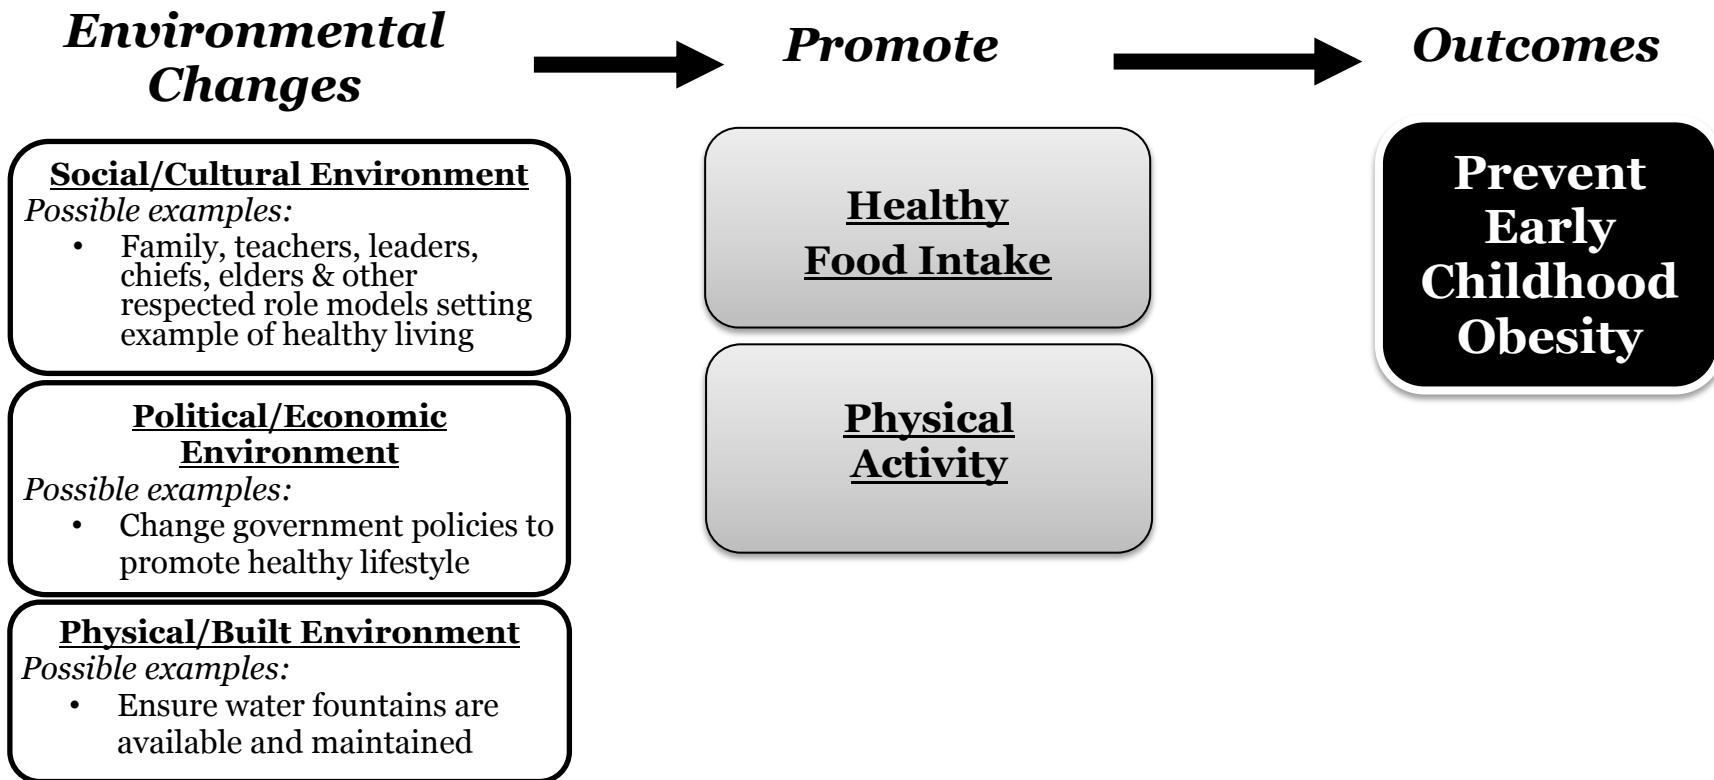 Environmental
Changes
Promote
Outcomes
Social/Cultural Environment
Possible examples:
• Family, teachers, leaders,
chiefs, elders & other
respected role models setting
example of healthy living
Political/Economic
Environment
Possible examples:
• Change government policies to
promote healthy lifestyle
Physical/Built Environment
Possible examples:
• Ensure water fountains are
available and maintained
Healthy
Food Intake
Physical
Activity
Prevent
Early
Childhood
Obesity